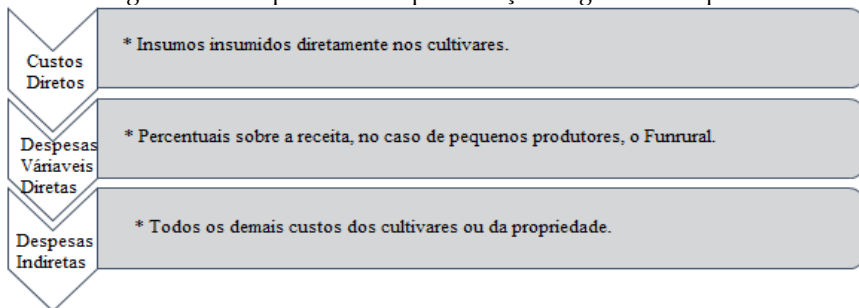 Custos
Diretos
* Insumos insumidos diretamente nos cultivares.
Despesas
Váriaveis
Diretas
* Percentuais sobre a receita, no caso de pequenos produtores, o Funrural.
Despesas
Indiretas
* Todos os demais custos dos cultivares ou da propriedade.